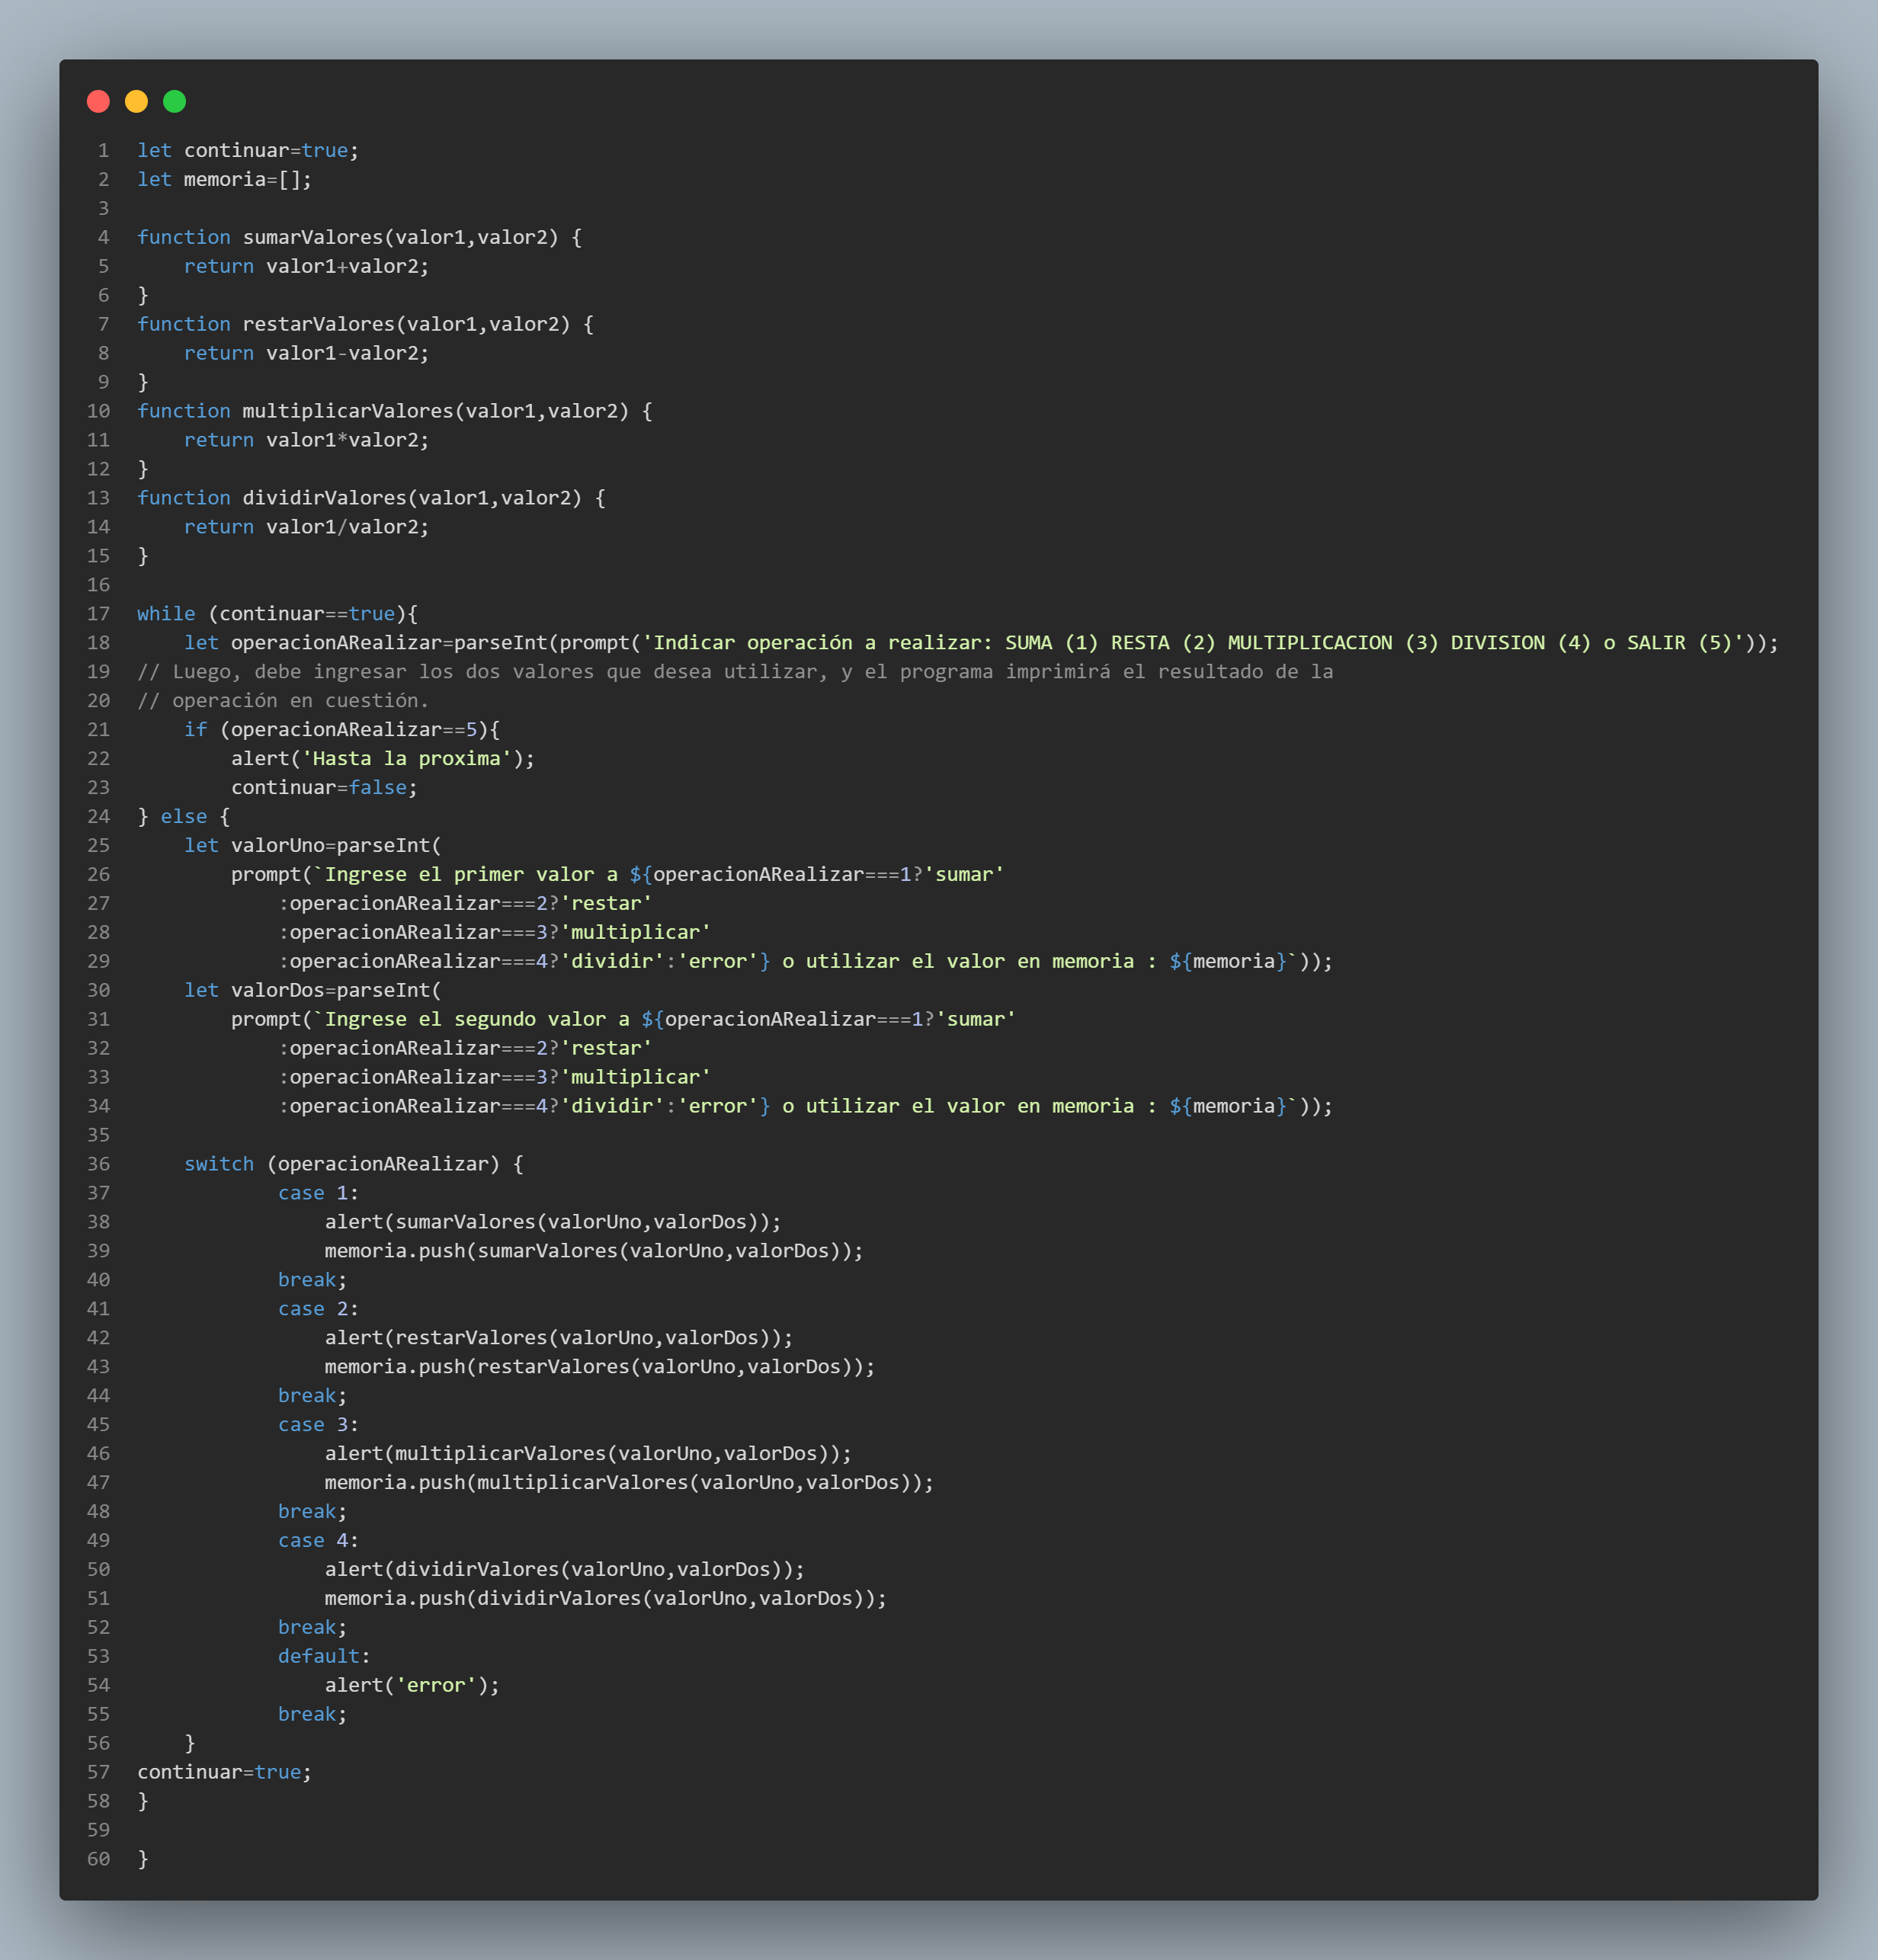 1 let continuar=true;
2 let memoria=[];
3
4 function sumarValores(valor1,valor2) {
5     return valor1+valor2;
6 }
7 function restarValores(valor1,valor2) {
8     return valor1-valor2;
9 }
10 function multiplicarValores(valor1,valor2) {
11     return valor1*valor2;
12 }
13 function dividirValores(valor1,valor2) {
14     return valor1/valor2;
15 }
16
17 while (continuar==true){
18     let operacionARealizar=parseInt(prompt('Indicar operación a realizar: SUMA (1) RESTA (2) MULTIPLICACION (3) DIVISION (4) o SALIR (5)'));
19 // Luego, debe ingresar los dos valores que desea utilizar, y el programa imprimirá el resultado de la
20 // operación en cuestión.
21     if (operacionARealizar==5){
22         alert('Hasta la proxima');
23         continuar=false;
24 } else {
25     let valorUno=parseInt(
26         prompt(`Ingrese el primer valor a ${operacionARealizar===1?'sumar'
27             :operacionARealizar===2?'restar'
28             :operacionARealizar===3?'multiplicar'
29             :operacionARealizar===4?'dividir':'error'} o utilizar el valor en memoria : ${memoria}`));
30     let valorDos=parseInt(
31         prompt(`Ingrese el segundo valor a ${operacionARealizar===1?'sumar'
32             :operacionARealizar===2?'restar'
33             :operacionARealizar===3?'multiplicar'
34             :operacionARealizar===4?'dividir':'error'} o utilizar el valor en memoria : ${memoria}`));
35
36     switch (operacionARealizar) {
37             case 1:
38                 alert(sumarValores(valorUno,valorDos));
39                 memoria.push(sumarValores(valorUno,valorDos));
40             break;
41             case 2:
42                 alert(restarValores(valorUno,valorDos));
43                 memoria.push(restarValores(valorUno,valorDos));
44             break;
45             case 3:
46                 alert(multiplicarValores(valorUno,valorDos));
47                 memoria.push(multiplicarValores(valorUno,valorDos));
48             break;
49             case 4:
50                 alert(dividirValores(valorUno,valorDos));
51                 memoria.push(dividirValores(valorUno,valorDos));
52             break;
53             default:
54                 alert('error');
55             break;
56     }
57 continuar=true;
58 }
59
60 }